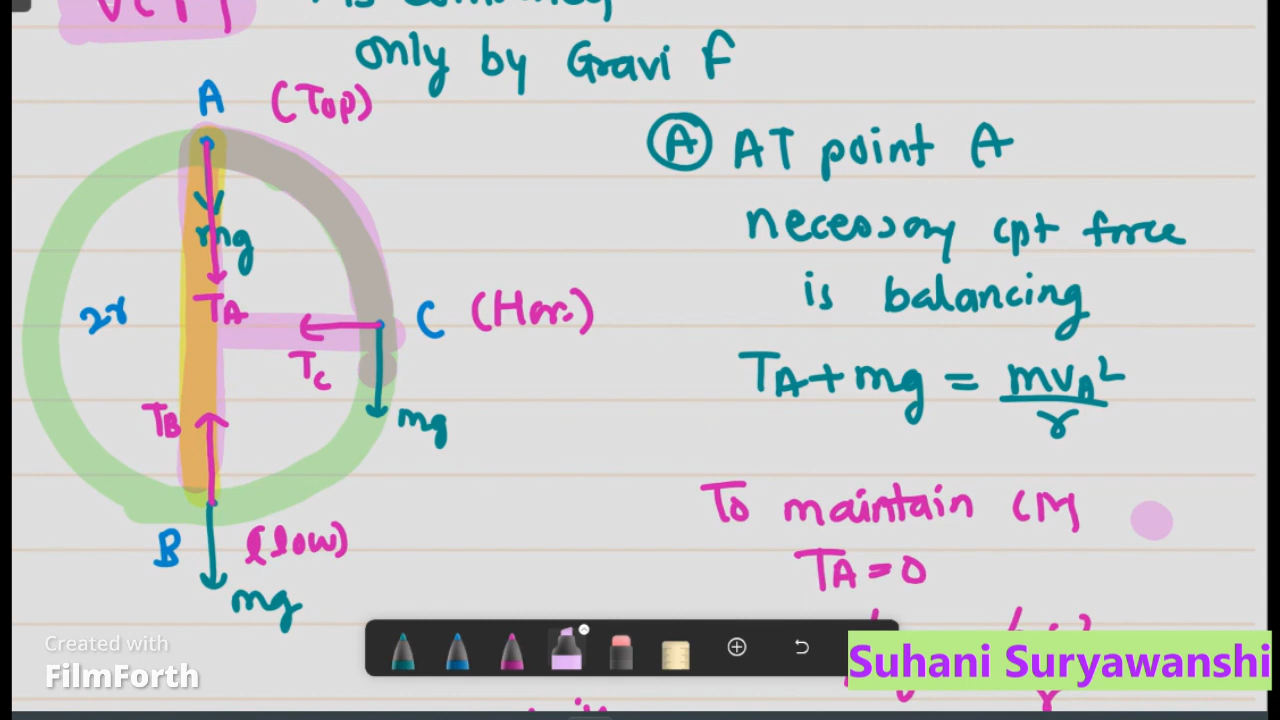 only by Gravi F
A (Top)
(A) AT point A
necessary cpt force
is balancing
mg
TA
2r
C (Hor.)
Tc
TA + mg = mvA² / r
TB
mg
To maintain CM
B (low)
TA = 0
mg
Created with
FilmForth
Suhani Suryawanshi